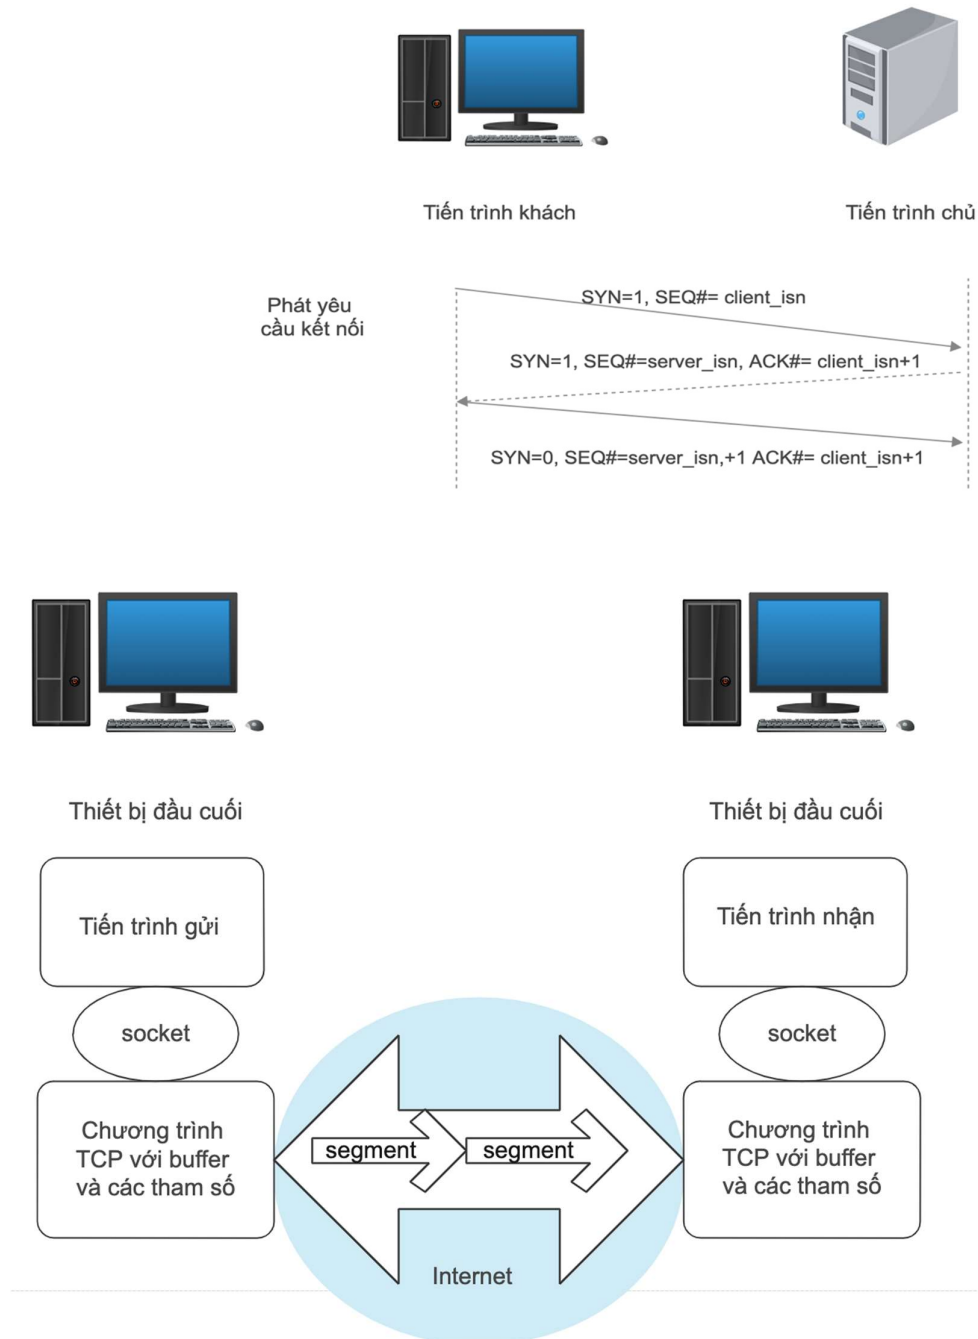 Tiến trình khách
Tiến trình chủ
Phát yêu
cầu kết nối
SYN=1, SEQ#= client_isn
SYN=1, SEQ#=server_isn, ACK#= client_isn+1
SYN=0, SEQ#=server_isn,+1 ACK#= client_isn+1
Thiết bị đầu cuối
Thiết bị đầu cuối
Tiến trình gửi
Tiến trình nhận
socket
socket
Chương trình
TCP với buffer
và các tham số
segment
segment
Chương trình
TCP với buffer
và các tham số
Internet